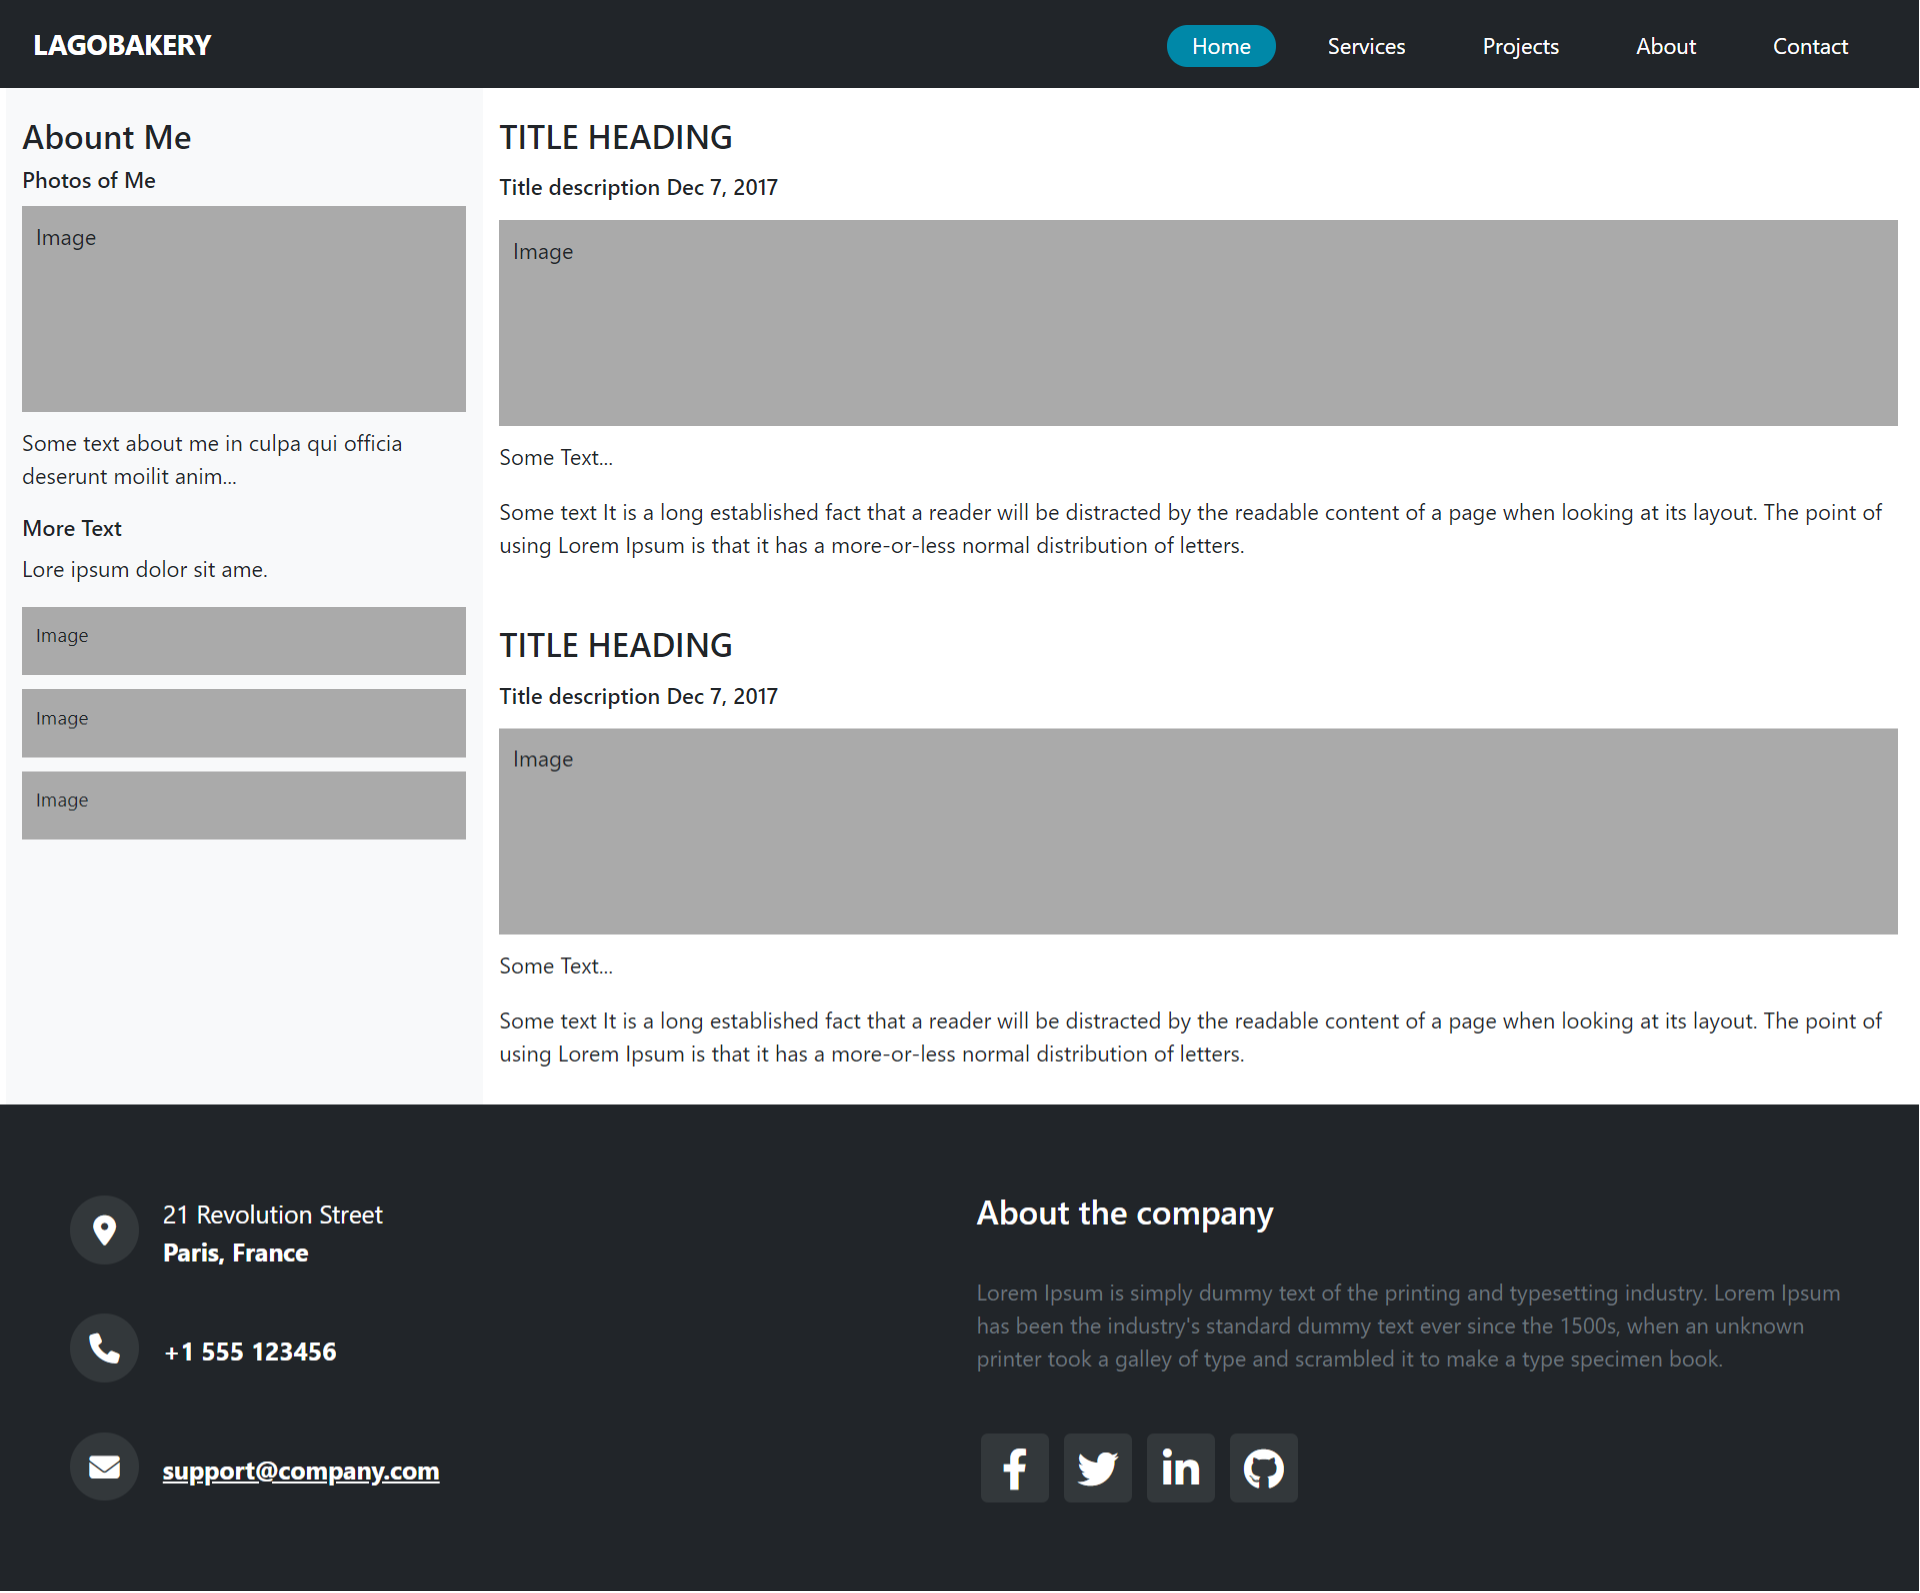 LAGOBAKERY
Home Services Projects About Contact
Abount Me
Photos of Me
Image
Some text about me in culpa qui officia
deserunt moilit anim...
More Text
Lore ipsum dolor sit ame.
Image
Image
Image
TITLE HEADING
Title description Dec 7, 2017
Image
Some Text...
Some text It is a long established fact that a reader will be distracted by the readable content of a page when looking at its layout. The point of
using Lorem Ipsum is that it has a more-or-less normal distribution of letters.
TITLE HEADING
Title description Dec 7, 2017
Image
Some Text...
Some text It is a long established fact that a reader will be distracted by the readable content of a page when looking at its layout. The point of
using Lorem Ipsum is that it has a more-or-less normal distribution of letters.
21 Revolution Street
Paris, France
+1 555 123456
support@company.com
About the company
Lorem Ipsum is simply dummy text of the printing and typesetting industry. Lorem Ipsum
has been the industry's standard dummy text ever since the 1500s, when an unknown
printer took a galley of type and scrambled it to make a type specimen book.